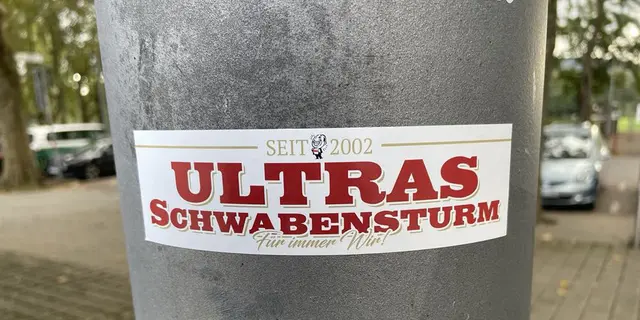 SEIT 2002
ULTRAS
SCHWABENSTURM
Für immer Wir!